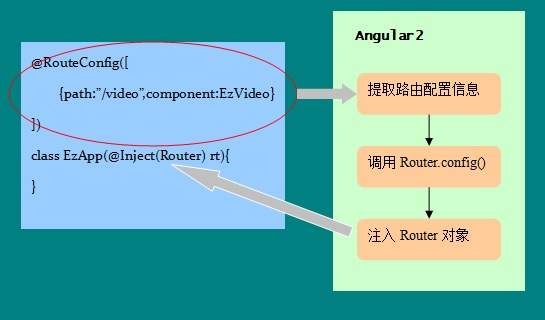 @RouteConfig([
{path:"/video",component:EzVideo}
])
class EzApp(@Inject(Router) rt){
}
Angular2
提取路由配置信息
调用 Router.config()
注入 Router 对象